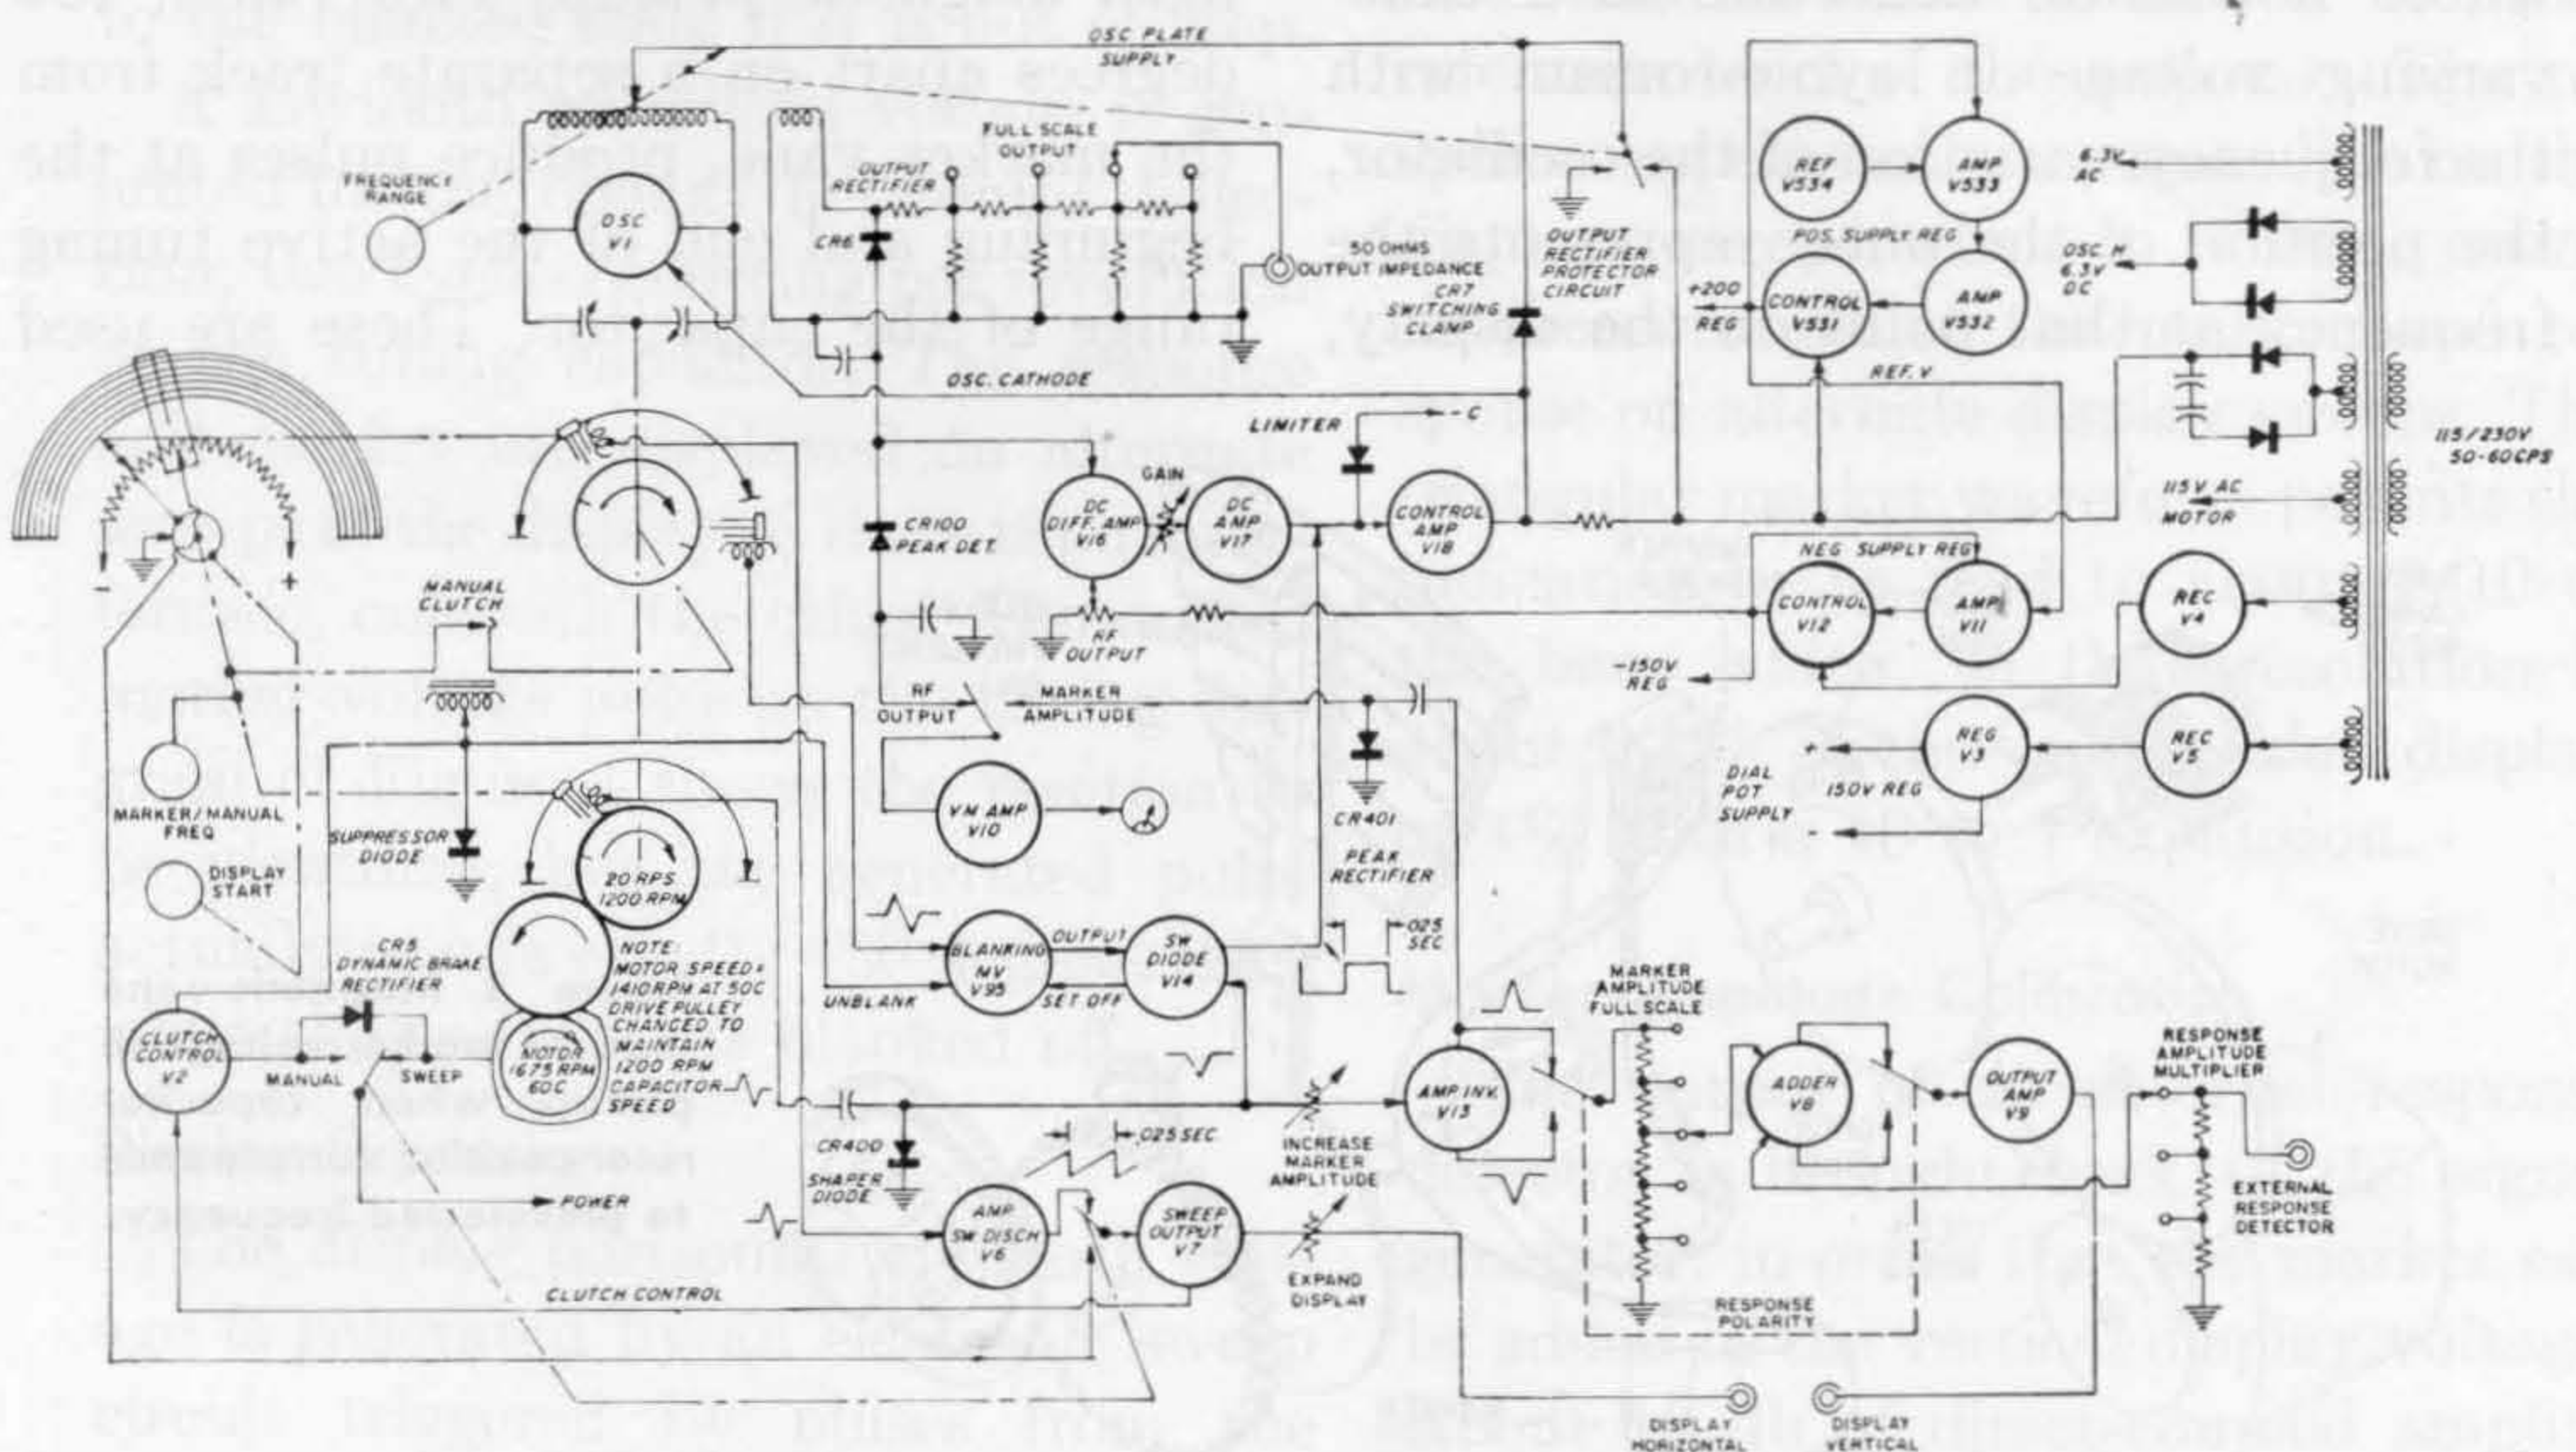 OSC PLATE
SUPPLY
FREQUENCY
RANGE
OSC
V1
FULL SCALE
OUTPUT
OUTPUT
RECTIFIER
CR6
50 OHMS
OUTPUT IMPEDANCE
CR7
SWITCHING
CLAMP
OUTPUT
RECTIFIER
PROTECTOR
CIRCUIT
REF
V534
AMP
V533
POS. SUPPLY REG
+200
REG
CONTROL
V531
AMP
V532
REF. V
6.3V
AC
OSC H
6.3V
DC
115/230V
50-60CPS
115V AC
MOTOR
OSC. CATHODE
LIMITER
- C
GAIN
DC
DIFF. AMP
V16
DC
AMP
V17
CONTROL
AMP
V18
CR100
PEAK DET.
-
+
MANUAL
CLUTCH
RF
OUTPUT
NEG SUPPLY REG
CONTROL
V12
AMP
V11
REC
V4
-150V
REG
RF
OUTPUT
MARKER
AMPLITUDE
REG
V3
REC
V5
+
DIAL
POT
SUPPLY
150V REG
-
VM AMP
V10
CR401
PEAK
RECTIFIER
MARKER/MANUAL
FREQ
SUPPRESSOR
DIODE
DISPLAY
START
20 RPS
1200 RPM
CR5
DYNAMIC BRAKE
RECTIFIER
NOTE:
MOTOR SPEED=
1410 RPM AT 50C
DRIVE PULLEY
CHANGED TO
MAINTAIN
1200 RPM
CAPACITOR
SPEED
MOTOR
1675 RPM
60C
CLUTCH
CONTROL
V2
MANUAL
SWEEP
POWER
BLANKING
MV
V95
OUTPUT
SET OFF
UNBLANK
SW
DIODE
V14
.025
SEC
CR400
SHAPER
DIODE
.025 SEC
INCREASE
MARKER
AMPLITUDE
AMP INV.
V13
MARKER
AMPLITUDE
FULL SCALE
ADDER
V8
OUTPUT
AMP
V9
RESPONSE
AMPLITUDE
MULTIPLIER
EXTERNAL
RESPONSE
DETECTOR
AMP
SW DISCH
V6
SWEEP
OUTPUT
V7
EXPAND
DISPLAY
CLUTCH CONTROL
RESPONSE
POLARITY
DISPLAY
HORIZONTAL
DISPLAY
VERTICAL